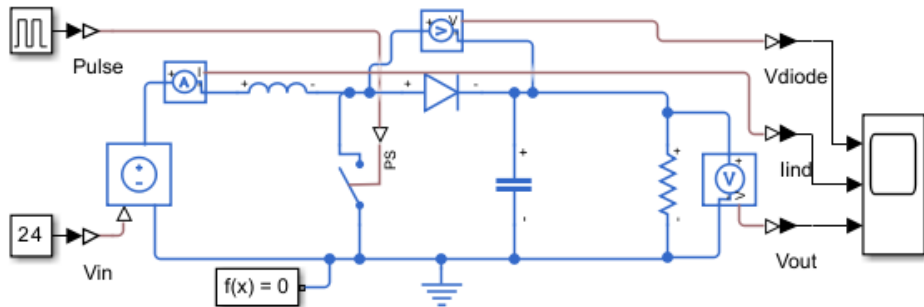 Pulse
Vdiode
A
I
V
PS
Iind
V
V
24
Vin
f(x) = 0
Vout